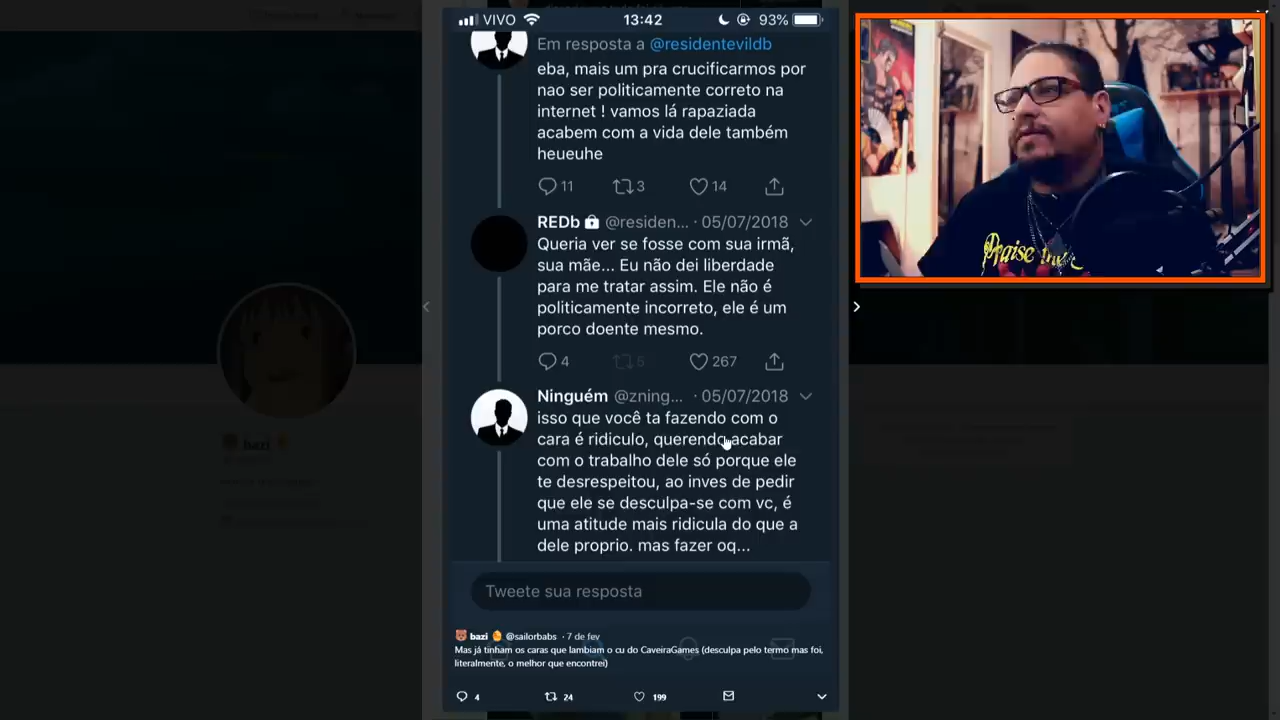 VIVO 13:42 93%
Em resposta a @residentevildb
eba, mais um pra crucificarmos por
nao ser politicamente correto na
internet ! vamos lá rapaziada
acabem com a vida dele também
heueuhe
11 3 14
REDb @residen... · 05/07/2018
Queria ver se fosse com sua irmã,
sua mãe... Eu não dei liberdade
para me tratar assim. Ele não é
politicamente incorreto, ele é um
porco doente mesmo.
4 6 267
Ninguém @zning... · 05/07/2018
isso que você ta fazendo com o
cara é ridiculo, querendo acabar
com o trabalho dele só porque ele
te desrespeitou, ao inves de pedir
que ele se desculpa-se com vc, é
uma atitude mais ridicula do que a
dele proprio. mas fazer oq...
Tweete sua resposta
bazi @sailorbabs · 7 de fev
Mas já tinham os caras que lambiam o cu do CaveiraGames (desculpa pelo termo mas foi,
literalmente, o melhor que encontrei)
4 24 199
bazi
Praise